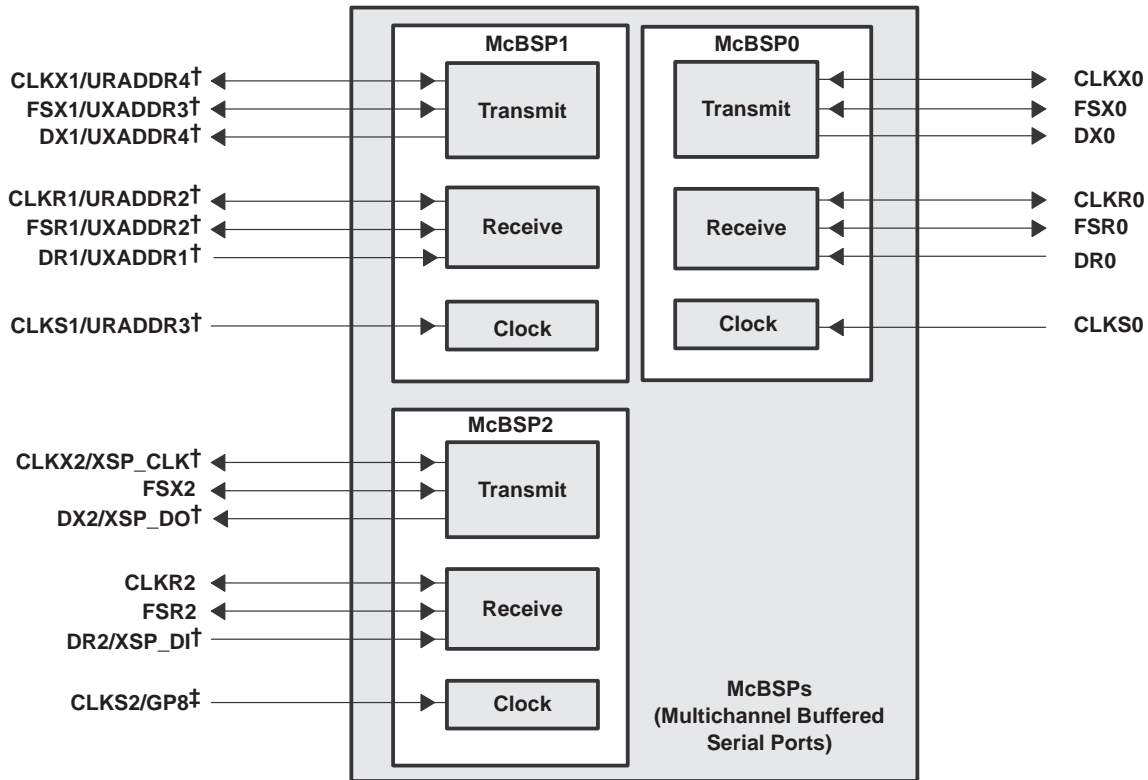 McBSP1
CLKX1/URADDR4†
FSX1/UXADDR3†
DX1/UXADDR4†
Transmit
CLKR1/URADDR2†
FSR1/UXADDR2†
DR1/UXADDR1†
Receive
CLKS1/URADDR3†
Clock
McBSP0
Transmit
CLKX0
FSX0
DX0
Receive
CLKR0
FSR0
DR0
Clock
CLKS0
McBSP2
CLKX2/XSP_CLK†
FSX2
DX2/XSP_DO†
Transmit
CLKR2
FSR2
DR2/XSP_DI†
Receive
CLKS2/GP8‡
Clock
McBSPs
(Multichannel Buffered
Serial Ports)